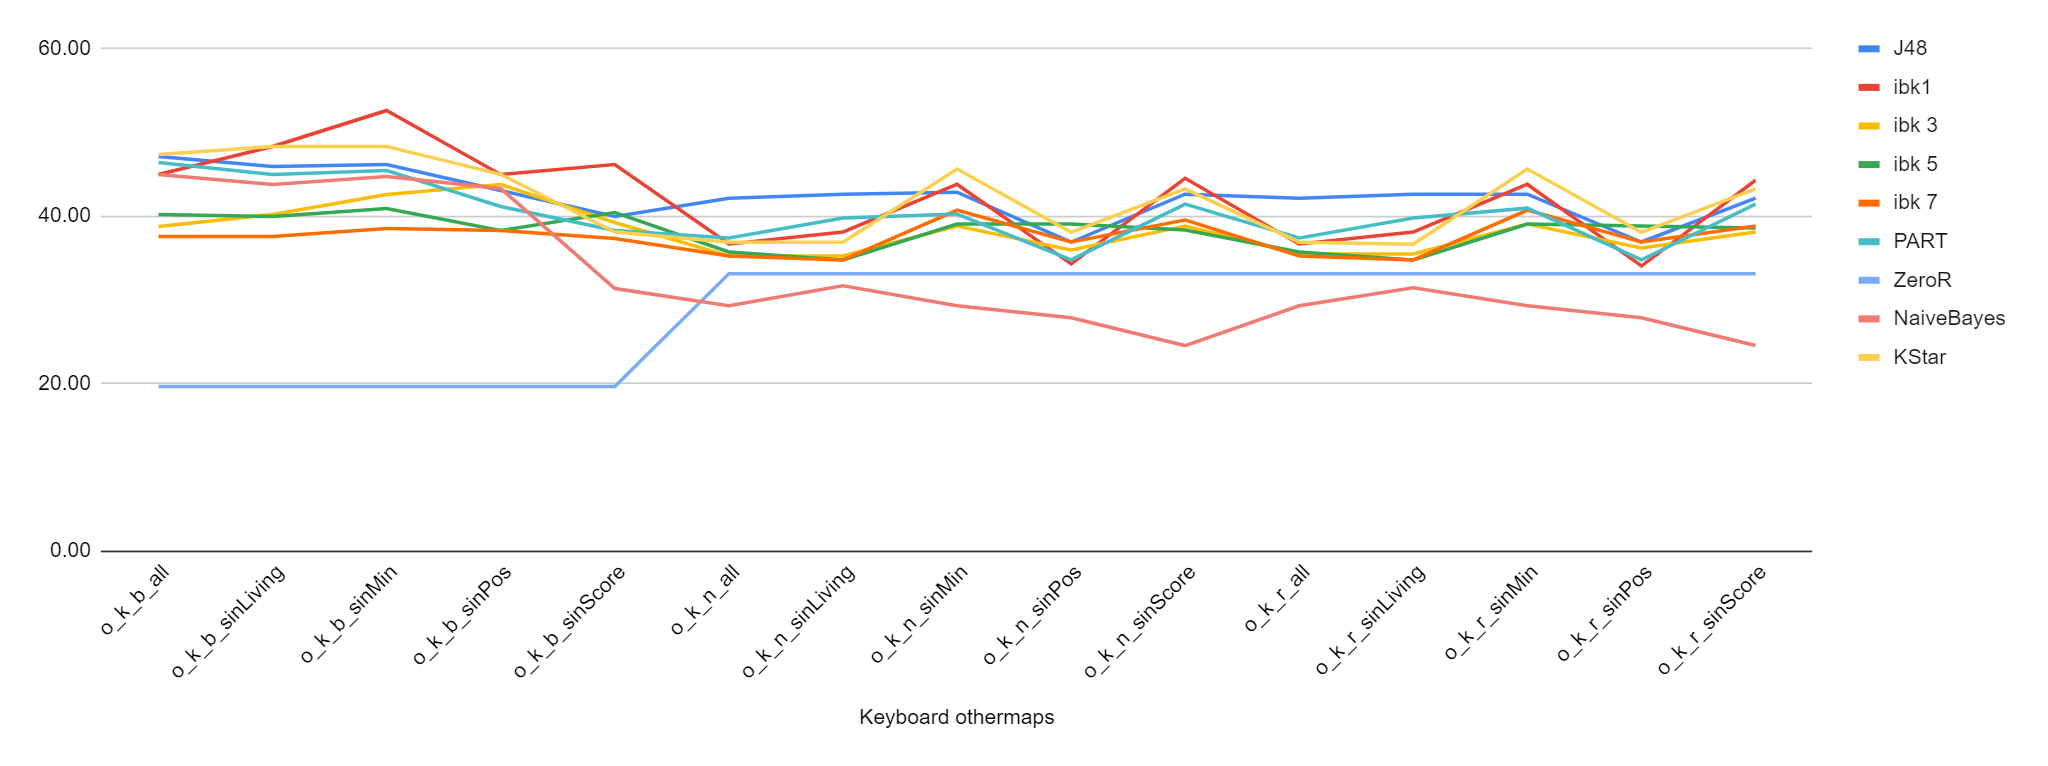 60.00
40.00
20.00
0.00
o_k_b_all
o_k_b_sinLiving
o_k_b_sinMin
o_k_b_sinPos
o_k_b_sinScore
o_k_n_all
o_k_n_sinLiving
o_k_n_sinMin
o_k_n_sinPos
o_k_n_sinScore
o_k_r_all
o_k_r_sinLiving
o_k_r_sinMin
o_k_r_sinPos
o_k_r_sinScore
Keyboard othermaps
J48
ibk1
ibk 3
ibk 5
ibk 7
PART
ZeroR
NaiveBayes
KStar